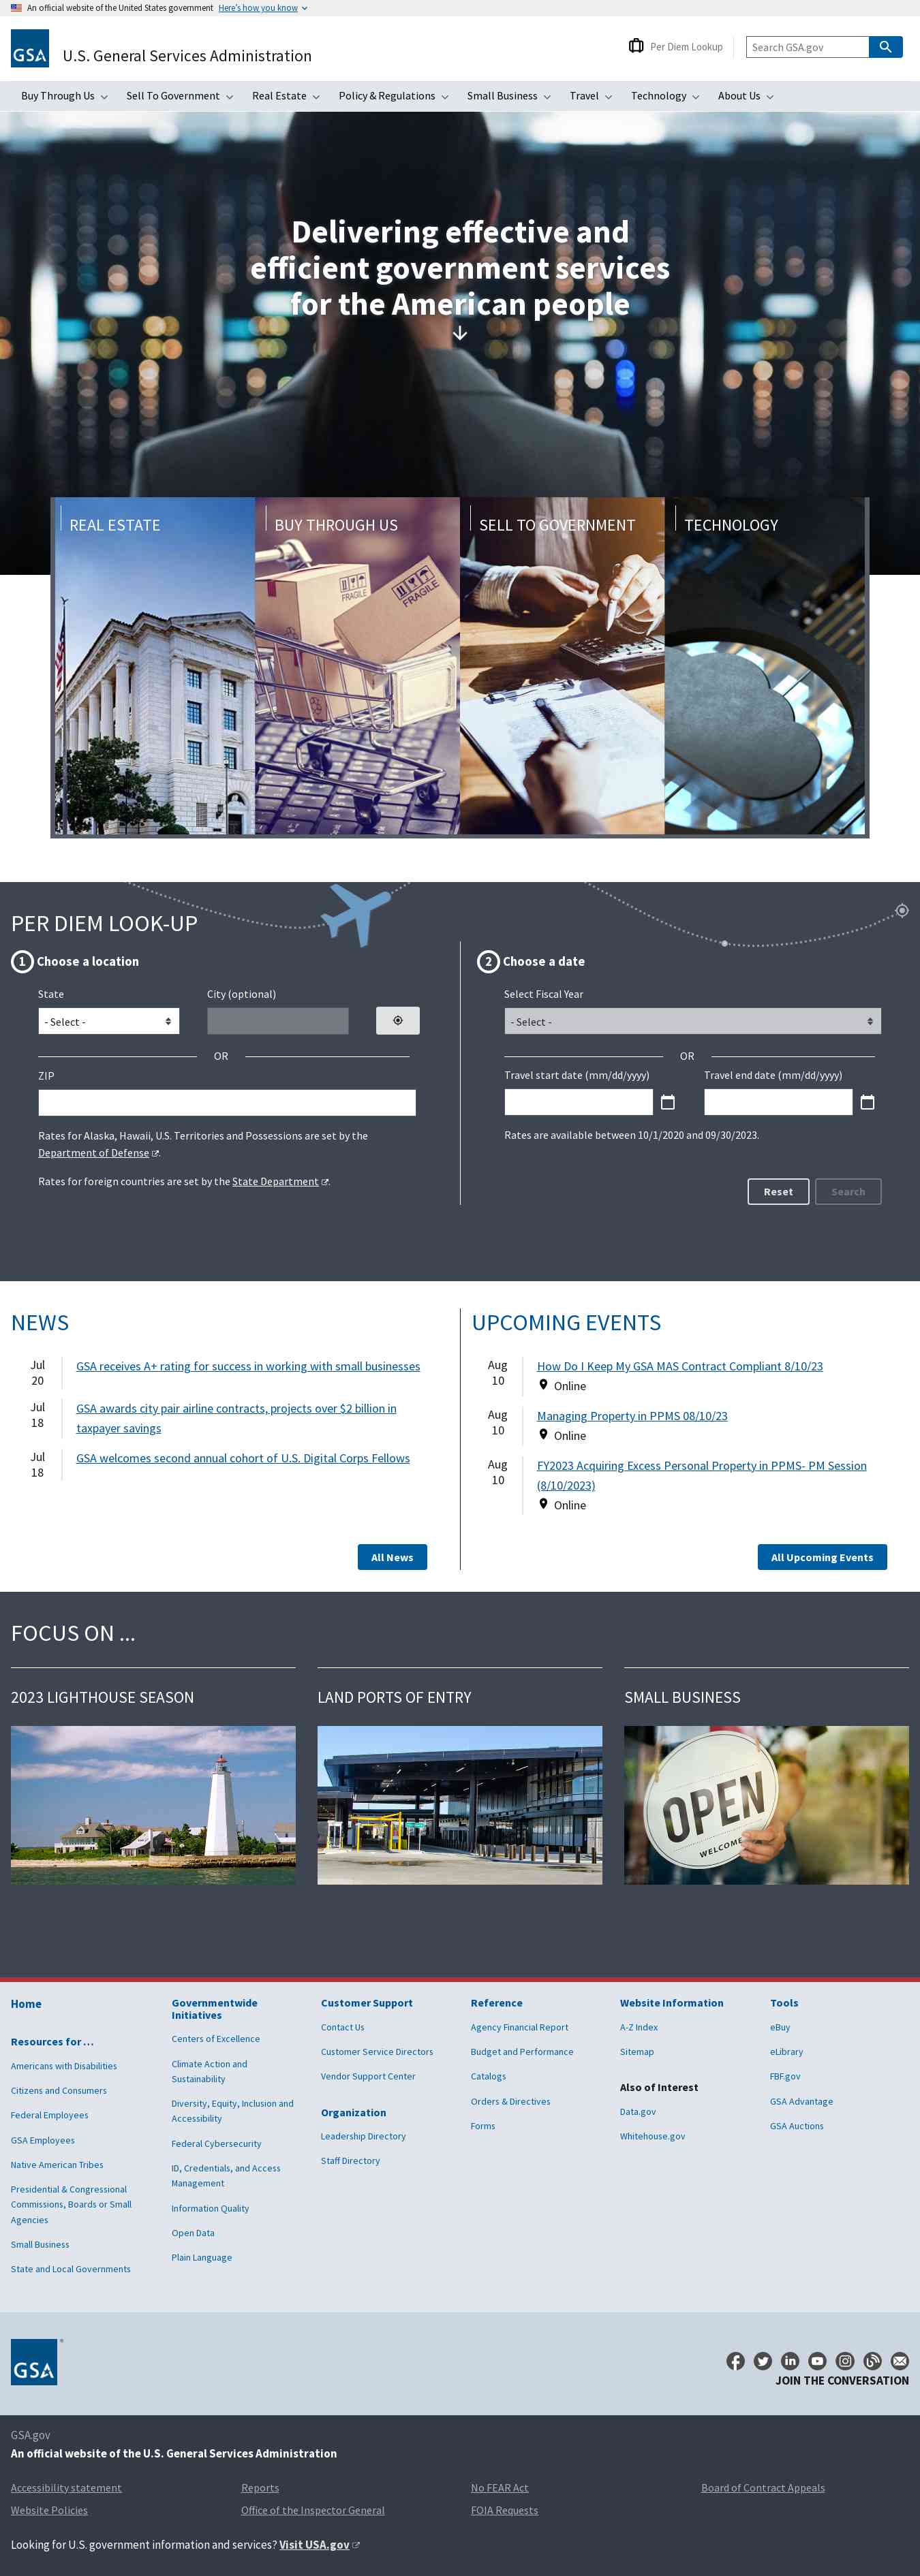 An official website of the United States government Here's how you know
GSA
U.S. General Services Administration
Per Diem Lookup
Search GSA.gov
Buy Through Us
Sell To Government
Real Estate
Policy & Regulations
Small Business
Travel
Technology
About Us
Delivering effective and
efficient government services
for the American people
REAL ESTATE
BUY THROUGH US
SELL TO GOVERNMENT
TECHNOLOGY
FRAGILE
FRAGILE
PER DIEM LOOK-UP
1 Choose a location
State
City (optional)
- Select -
OR
ZIP
Rates for Alaska, Hawaii, U.S. Territories and Possessions are set by the
Department of Defense.
Rates for foreign countries are set by the State Department.
2 Choose a date
Select Fiscal Year
- Select -
OR
Travel start date (mm/dd/yyyy)
Travel end date (mm/dd/yyyy)
Rates are available between 10/1/2020 and 09/30/2023.
Reset
Search
NEWS
Jul
20
GSA receives A+ rating for success in working with small businesses
Jul
18
GSA awards city pair airline contracts, projects over $2 billion in
taxpayer savings
Jul
18
GSA welcomes second annual cohort of U.S. Digital Corps Fellows
All News
UPCOMING EVENTS
Aug
10
How Do I Keep My GSA MAS Contract Compliant 8/10/23
Online
Aug
10
Managing Property in PPMS 08/10/23
Online
Aug
10
FY2023 Acquiring Excess Personal Property in PPMS- PM Session
(8/10/2023)
Online
All Upcoming Events
FOCUS ON ...
2023 LIGHTHOUSE SEASON
LAND PORTS OF ENTRY
SMALL BUSINESS
OPEN
WELCOME
Home
Resources for …
Americans with Disabilities
Citizens and Consumers
Federal Employees
GSA Employees
Native American Tribes
Presidential & Congressional
Commissions, Boards or Small
Agencies
Small Business
State and Local Governments
Governmentwide
Initiatives
Centers of Excellence
Climate Action and
Sustainability
Diversity, Equity, Inclusion and
Accessibility
Federal Cybersecurity
ID, Credentials, and Access
Management
Information Quality
Open Data
Plain Language
Customer Support
Contact Us
Customer Service Directors
Vendor Support Center
Organization
Leadership Directory
Staff Directory
Reference
Agency Financial Report
Budget and Performance
Catalogs
Orders & Directives
Forms
Website Information
A-Z Index
Sitemap
Also of Interest
Data.gov
Whitehouse.gov
Tools
eBuy
eLibrary
FBF.gov
GSA Advantage
GSA Auctions
GSA ®
JOIN THE CONVERSATION
GSA.gov
An official website of the U.S. General Services Administration
Accessibility statement
Reports
No FEAR Act
Board of Contract Appeals
Website Policies
Office of the Inspector General
FOIA Requests
Looking for U.S. government information and services? Visit USA.gov